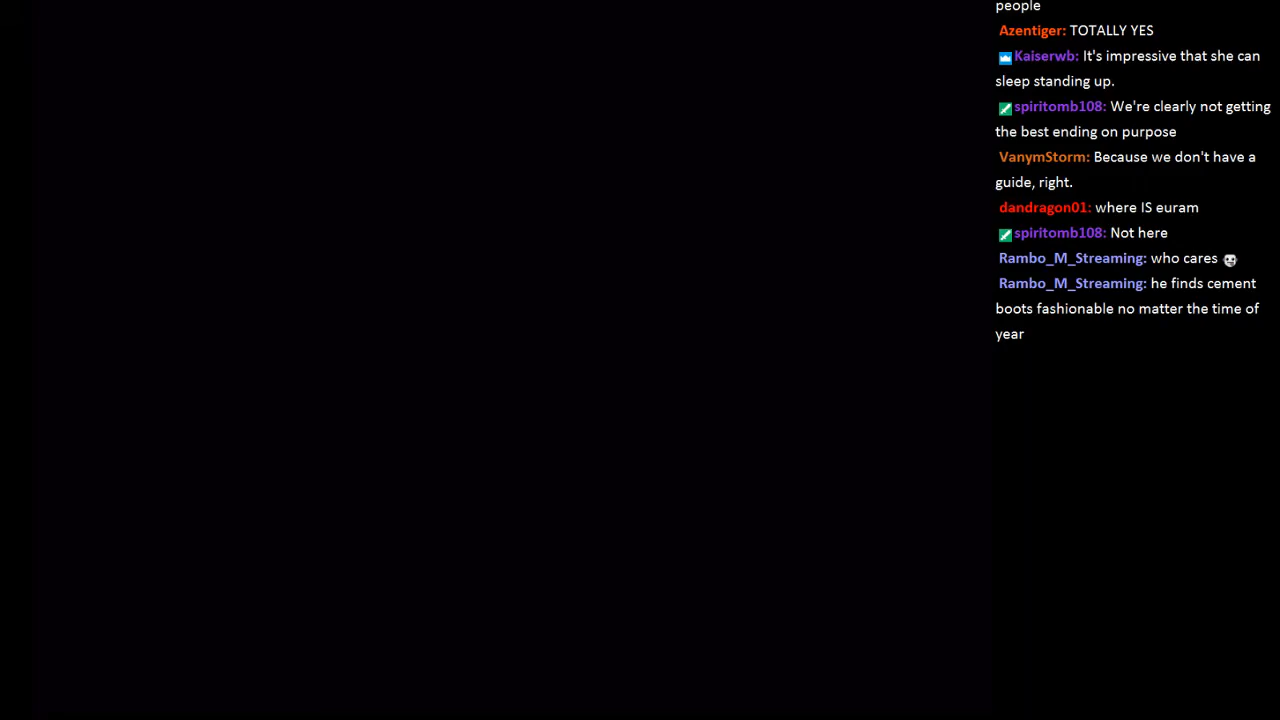 people
Azentiger: TOTALLY YES
Kaiserwb: It's impressive that she can
sleep standing up.
spiritomb108: We're clearly not getting
the best ending on purpose
VanymStorm: Because we don't have a
guide, right.
dandragon01: where IS euram
spiritomb108: Not here
Rambo_M_Streaming: who cares
Rambo_M_Streaming: he finds cement
boots fashionable no matter the time of
year